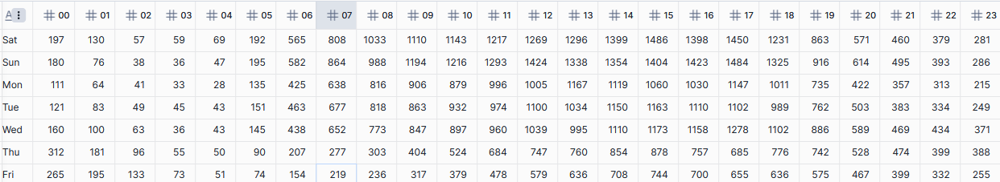 A 00 01 02 03 04 05 06 07 08 09 10 11 12 13 14 15 16 17 18 19 20 21 22 23
Sat 197 130 57 59 69 192 565 808 1033 1110 1143 1217 1269 1296 1399 1486 1398 1450 1231 863 571 460 379 281
Sun 180 76 38 36 47 195 582 864 988 1194 1216 1293 1424 1338 1354 1404 1423 1484 1325 916 614 495 393 286
Mon 111 64 41 33 28 135 425 638 816 906 879 996 1005 1167 1119 1060 1030 1147 1011 735 422 357 313 215
Tue 121 83 49 45 43 151 463 677 818 863 932 974 1100 1034 1150 1163 1110 1102 989 762 503 383 334 249
Wed 160 100 63 36 43 145 438 652 773 847 897 960 1039 995 1110 1173 1158 1278 1102 886 589 469 434 371
Thu 312 181 96 55 50 90 207 277 303 404 524 684 747 760 854 878 757 685 776 742 528 474 399 388
Fri 265 195 133 73 51 74 154 219 236 317 379 478 579 636 708 744 700 655 636 575 467 399 332 255